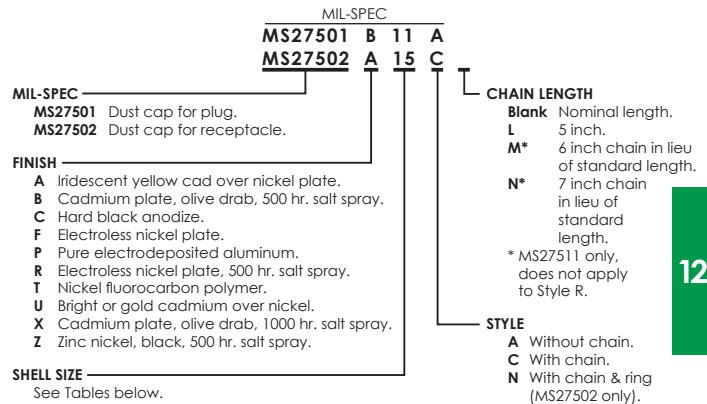 MIL-SPEC
MS27501 B 11 A
MS27502 A 15 C
MIL-SPEC
MS27501 Dust cap for plug.
MS27502 Dust cap for receptacle.
FINISH
A Iridescent yellow cad over nickel plate.
B Cadmium plate, olive drab, 500 hr. salt spray.
C Hard black anodize.
F Electroless nickel plate.
P Pure electrodeposited aluminum.
R Electroless nickel plate, 500 hr. salt spray.
T Nickel fluorocarbon polymer.
U Bright or gold cadmium over nickel.
X Cadmium plate, olive drab, 1000 hr. salt spray.
Z Zinc nickel, black, 500 hr. salt spray.
SHELL SIZE
See Tables below.
CHAIN LENGTH
Blank Nominal length.
L 5 inch.
M* 6 inch chain in lieu
of standard length.
N* 7 inch chain
in lieu of
standard
length.
* MS27511 only,
does not apply
to Style R.
STYLE
A Without chain.
C With chain.
N With chain & ring
(MS27502 only).
12